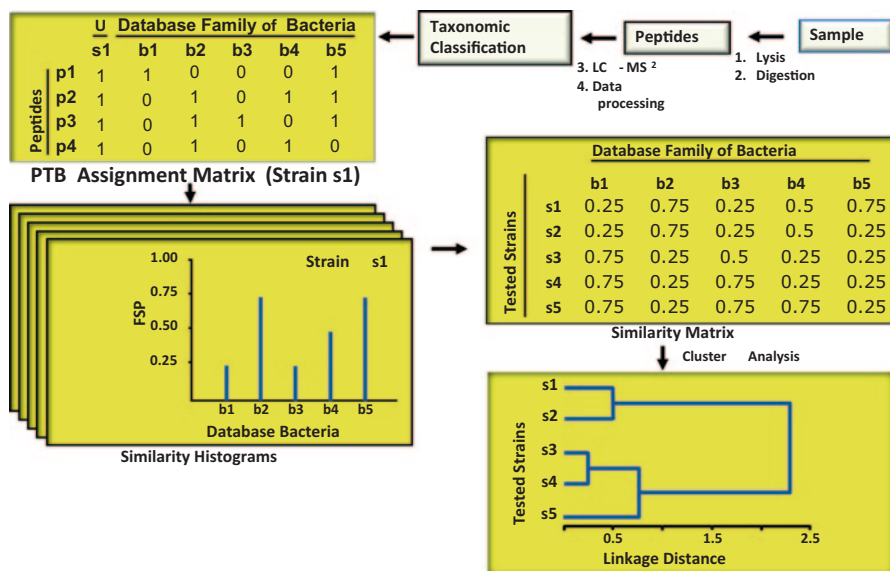 Sample
1. Lysis
2. Digestion
Peptides
3. LC - MS 2
4. Data
processing
Taxonomic
Classification
U Database Family of Bacteria
s1 b1 b2 b3 b4 b5
Peptides
p1 1 1 0 0 0 1
p2 1 0 1 0 1 1
p3 1 0 1 1 0 1
p4 1 0 1 0 1 0
PTB Assignment Matrix (Strain s1)
Strain s1
FSP
1.00
0.75
0.50
0.25
b1 b2 b3 b4 b5
Database Bacteria
Similarity Histograms
Database Family of Bacteria
b1 b2 b3 b4 b5
Tested Strains
s1 0.25 0.75 0.25 0.5 0.75
s2 0.25 0.75 0.25 0.5 0.25
s3 0.75 0.25 0.5 0.25 0.25
s4 0.75 0.25 0.75 0.25 0.25
s5 0.75 0.25 0.75 0.75 0.25
Similarity Matrix
Cluster Analysis
Tested Strains
s1
s2
s3
s4
s5
0.5 1.5 2.5
Linkage Distance